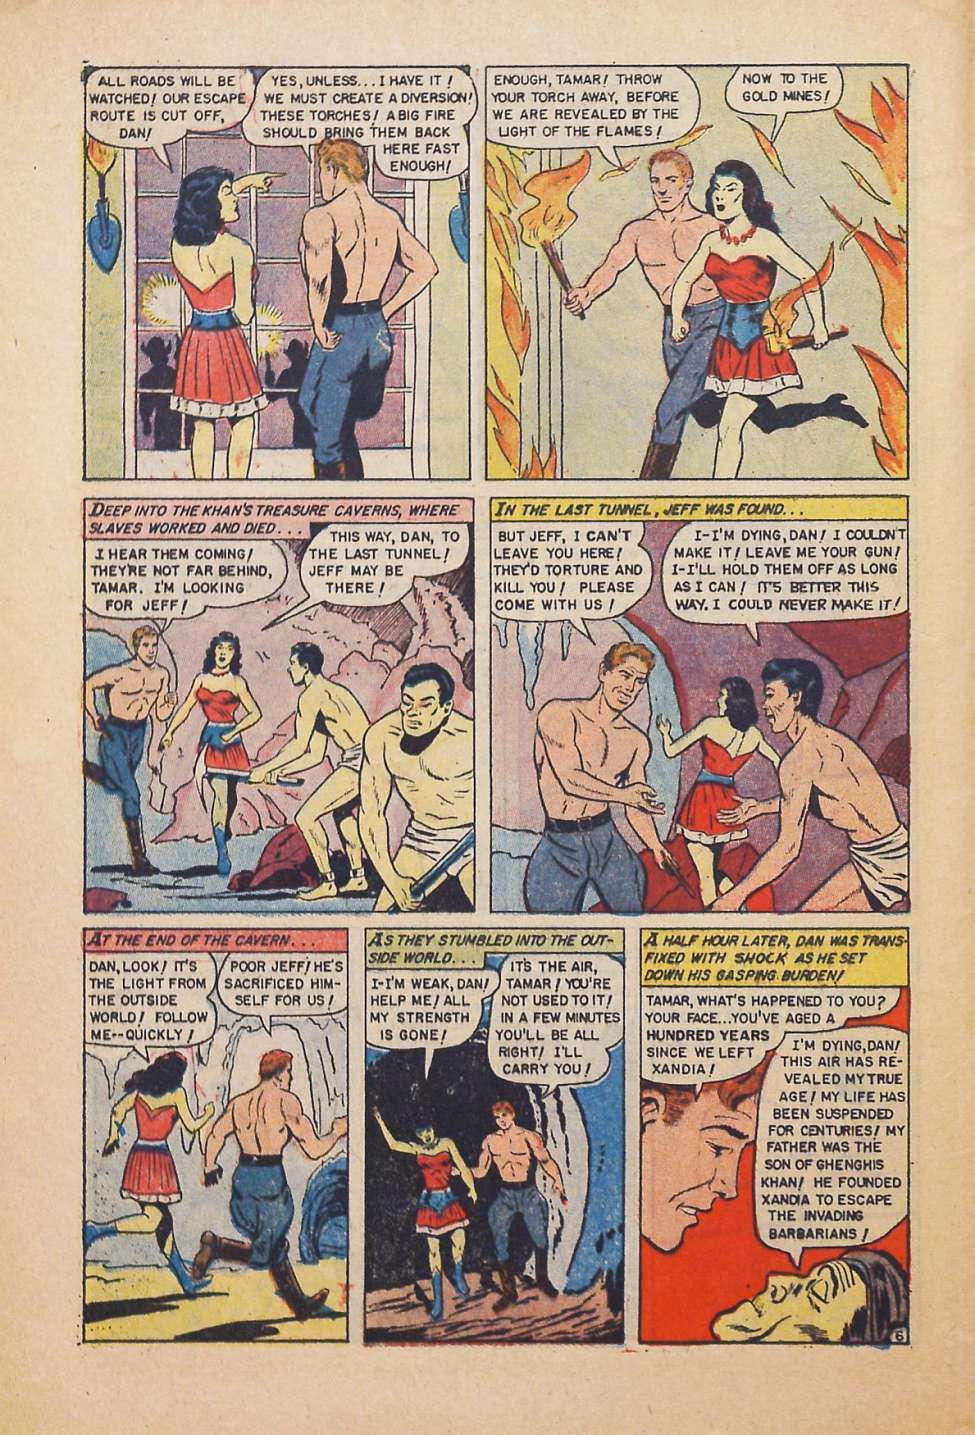 ALL ROADS WILL BE
WATCHED! OUR ESCAPE
ROUTE IS CUT OFF,
DAN!
YES, UNLESS... I HAVE IT!
WE MUST CREATE A DIVERSION!
THESE TORCHES! A BIG FIRE
SHOULD BRING THEM BACK
HERE FAST
ENOUGH!
ENOUGH, TAMAR! THROW
YOUR TORCH AWAY, BEFORE
WE ARE REVEALED BY THE
LIGHT OF THE FLAMES!
NOW TO THE
GOLD MINES!
DEEP INTO THE KHAN'S TREASURE CAVERNS, WHERE
SLAVES WORKED AND DIED...
I HEAR THEM COMING!
THEY'RE NOT FAR BEHIND,
TAMAR. I'M LOOKING
FOR JEFF!
THIS WAY, DAN, TO
THE LAST TUNNEL!
JEFF MAY BE
THERE!
IN THE LAST TUNNEL, JEFF WAS FOUND...
BUT JEFF, I CAN'T
LEAVE YOU HERE!
THEY'D TORTURE AND
KILL YOU! PLEASE
COME WITH US!
I-I'M DYING, DAN! I COULDN'T
MAKE IT! LEAVE ME YOUR GUN!
I-I'LL HOLD THEM OFF AS LONG
AS I CAN! IT'S BETTER THIS
WAY. I COULD NEVER MAKE IT!
AT THE END OF THE CAVERN...
DAN, LOOK! IT'S
THE LIGHT FROM
THE OUTSIDE
WORLD! FOLLOW
ME--QUICKLY!
POOR JEFF! HE'S
SACRIFICED HIM-
SELF FOR US!
AS THEY STUMBLED INTO THE OUT-
SIDE WORLD...
I-I'M WEAK, DAN!
HELP ME! ALL
MY STRENGTH
IS GONE!
IT'S THE AIR,
TAMAR! YOU'RE
NOT USED TO IT!
IN A FEW MINUTES
YOU'LL BE ALL
RIGHT! I'LL
CARRY YOU!
A HALF HOUR LATER, DAN WAS TRANS-
FIXED WITH SHOCK AS HE SET
DOWN HIS GASPING BURDEN!
TAMAR, WHAT'S HAPPENED TO YOU?
YOUR FACE...YOU'VE AGED A
HUNDRED YEARS
SINCE WE LEFT
XANDIA!
I'M DYING, DAN!
THIS AIR HAS RE-
VEALED MY TRUE
AGE! MY LIFE HAS
BEEN SUSPENDED
FOR CENTURIES! MY
FATHER WAS THE
SON OF GHENGHIS
KHAN! HE FOUNDED
XANDIA TO ESCAPE
THE INVADING
BARBARIANS!
6